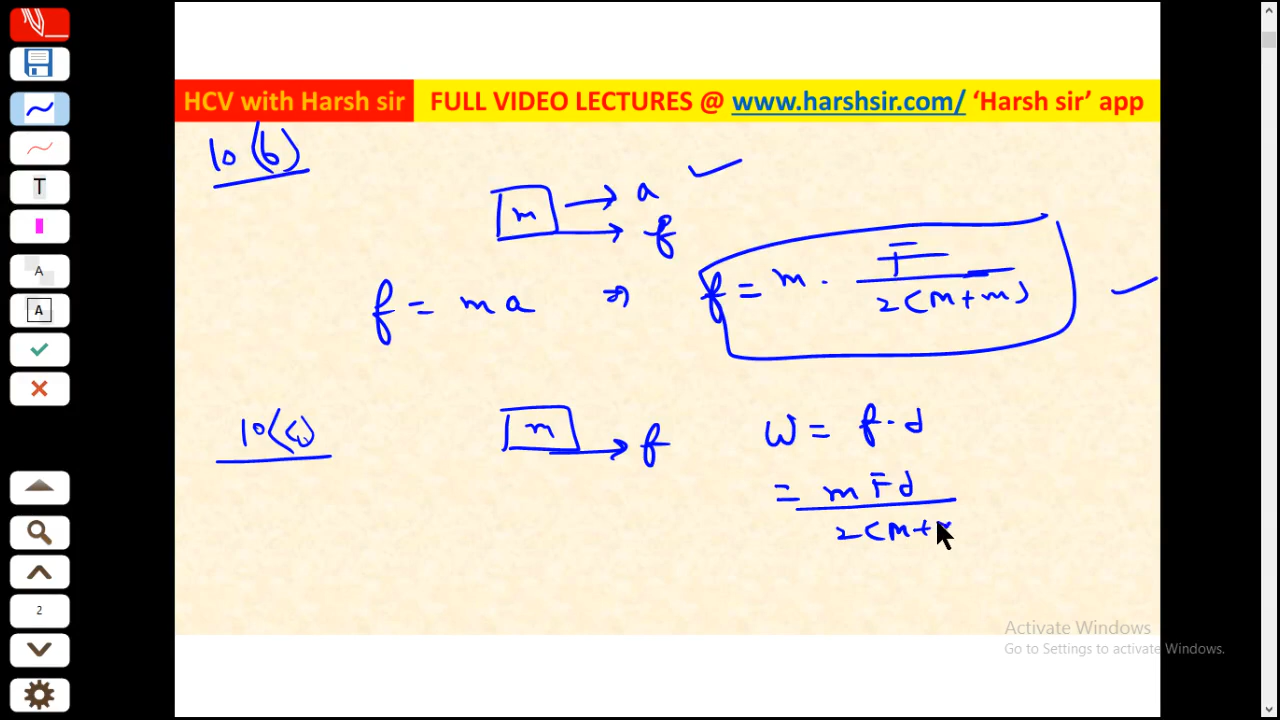 HCV with Harsh sir FULL VIDEO LECTURES @ www.harshsir.com/ ‘Harsh sir’ app
10 (b)
m → a
→ f
f = ma ⇒ f = m · F / 2(M+m)
10(c)
m → f
W = f · d
= m F d / 2(M+
T
A
A
2
Activate Windows
Go to Settings to activate Windows.